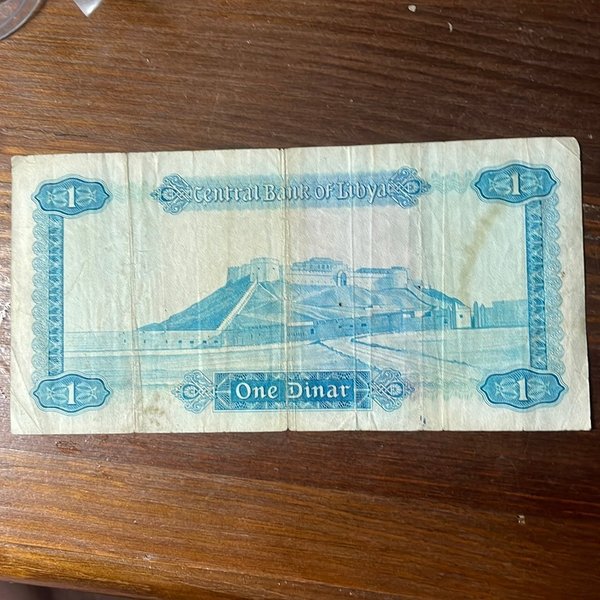 1 Central Bank of Libya 1
1 One Dinar 1